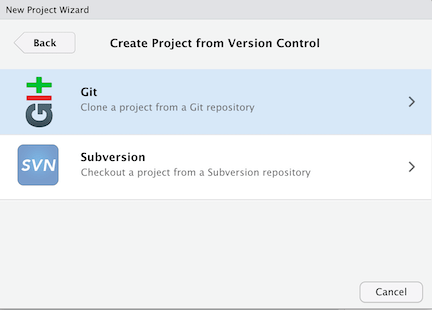 New Project Wizard
Back
Create Project from Version Control
Git
Git
Clone a project from a Git repository
SVN
Subversion
Checkout a project from a Subversion repository
Cancel